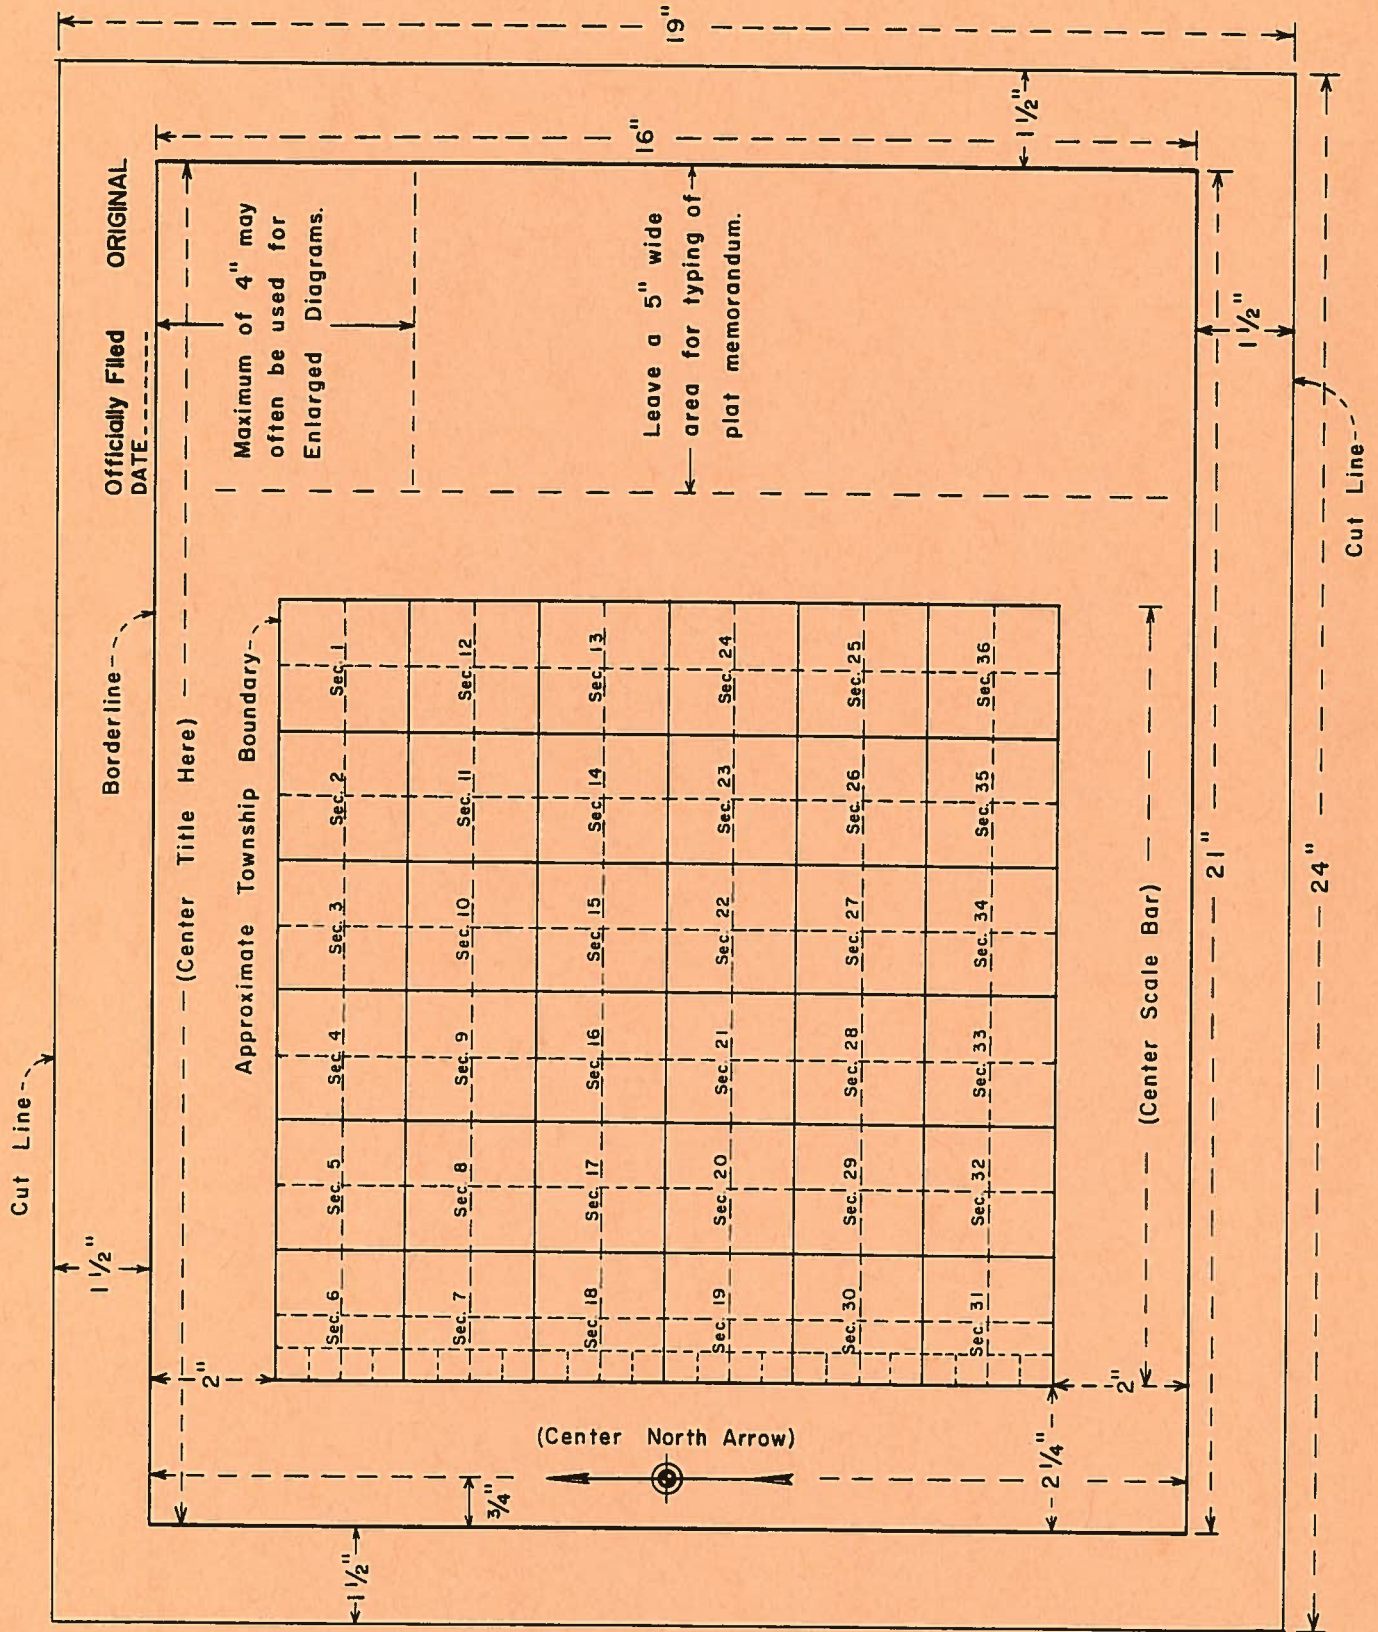 19"
Cut Line
1 1/2"
Officially Filed ORIGINAL
DATE
Borderline
(Center Title Here)
16"
Maximum of 4" may
often be used for
Enlarged Diagrams.
Approximate Township Boundary
2"
Sec. 6 Sec. 5 Sec. 4 Sec. 3 Sec. 2 Sec. 1
Sec. 7 Sec. 8 Sec. 9 Sec. 10 Sec. 11 Sec. 12
Sec. 18 Sec. 17 Sec. 16 Sec. 15 Sec. 14 Sec. 13
Sec. 19 Sec. 20 Sec. 21 Sec. 22 Sec. 23 Sec. 24
Sec. 30 Sec. 29 Sec. 28 Sec. 27 Sec. 26 Sec. 25
Sec. 31 Sec. 32 Sec. 33 Sec. 34 Sec. 35 Sec. 36
(Center North Arrow)
3/4"
1 1/2"
Leave a 5" wide
area for typing of
plat memorandum.
1 1/2"
2 1/4"
2"
(Center Scale Bar)
21"
1 1/2"
24"
Cut Line